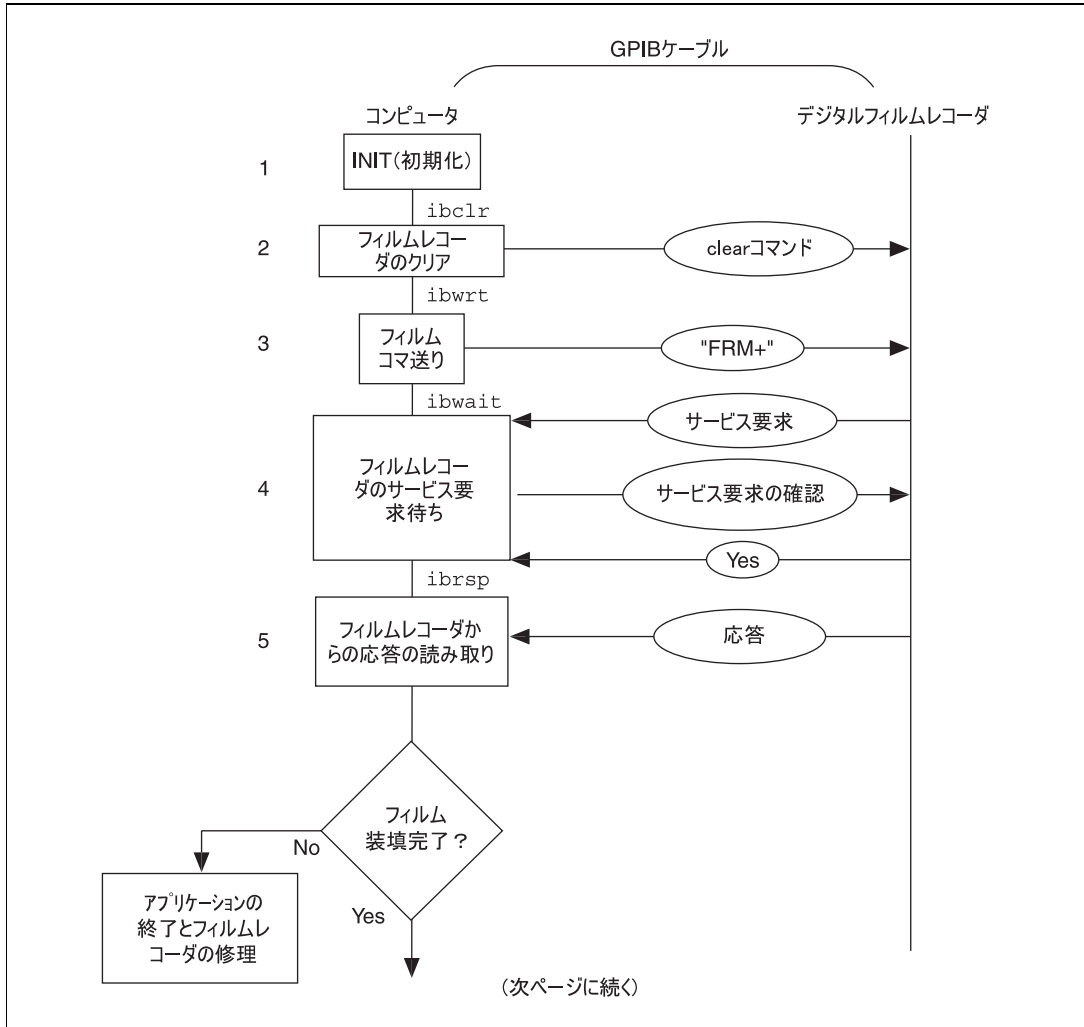 GPIBケーブル
コンピュータ
デジタルフィルムレコーダ
1
INIT(初期化)
ibclr
2
フィルムレコー
ダのクリア
clearコマンド
ibwrt
3
フィルム
コマ送り
"FRM+"
ibwait
サービス要求
4
フィルムレコー
ダのサービス要
求待ち
サービス要求の確認
Yes
ibrsp
5
フィルムレコーダか
らの応答の読み取り
応答
フィルム
装填完了？
No
アプリケーションの
終了とフィルムレ
コーダの修理
Yes
（次ページに続く）